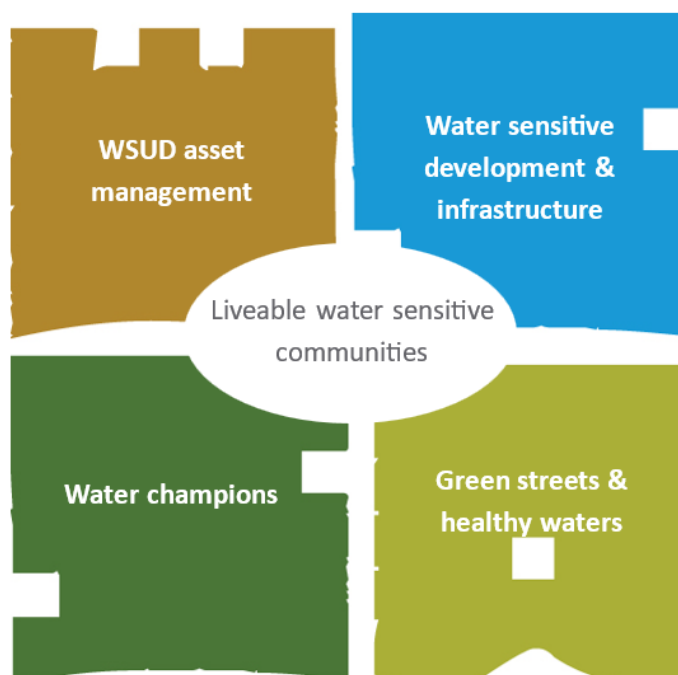 WSUD asset
management
Water sensitive
development &
infrastructure
Liveable water sensitive
communities
Water champions
Green streets &
healthy waters